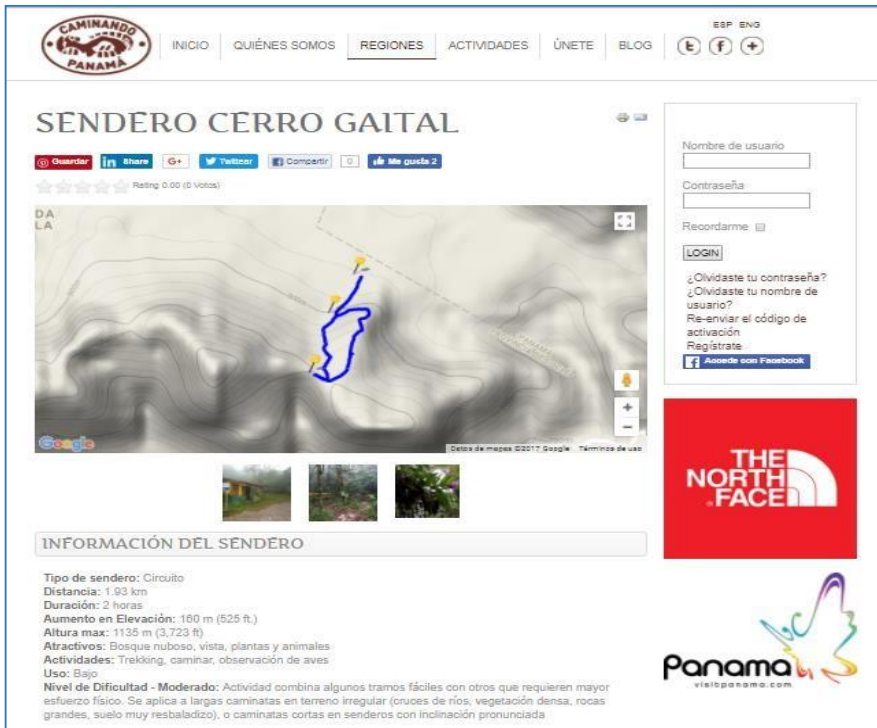 CAMINANDO
PANAMÁ
INICIO
QUIÉNES SOMOS
REGIONES
ACTIVIDADES
ÚNETE
BLOG
ESP ENG
SENDERO CERRO GAITAL
Guardar
in Share
G+
Twittear
Compartir
0
Me gusta 2
Rating 0.00 (0 Votos)
DA
LA
Google
Datos de mapas ©2017 Google
Términos de uso
Nombre de usuario
Contraseña
Recordarme
LOGIN
¿Olvidaste tu contraseña?
¿Olvidaste tu nombre de
usuario?
Re-enviar el código de
activación
Regístrate
Accede con Facebook
THE
NORTH
FACE
INFORMACIÓN DEL SENDERO
Tipo de sendero: Circuito
Distancia: 1.93 km
Duración: 2 horas
Aumento en Elevación: 160 m (525 ft.)
Altura max: 1135 m (3,723 ft)
Atractivos: Bosque nuboso, vista, plantas y animales
Actividades: Trekking, caminar, observación de aves
Uso: Bajo
Nivel de Dificultad - Moderado: Actividad combina algunos tramos fáciles con otros que requieren mayor
esfuerzo físico. Se aplica a largas caminatas en terreno irregular (cruces de ríos, vegetación densa, rocas
grandes, suelo muy resbaladizo), o caminatas cortas en senderos con inclinación pronunciada
Panama
visitpanama.com